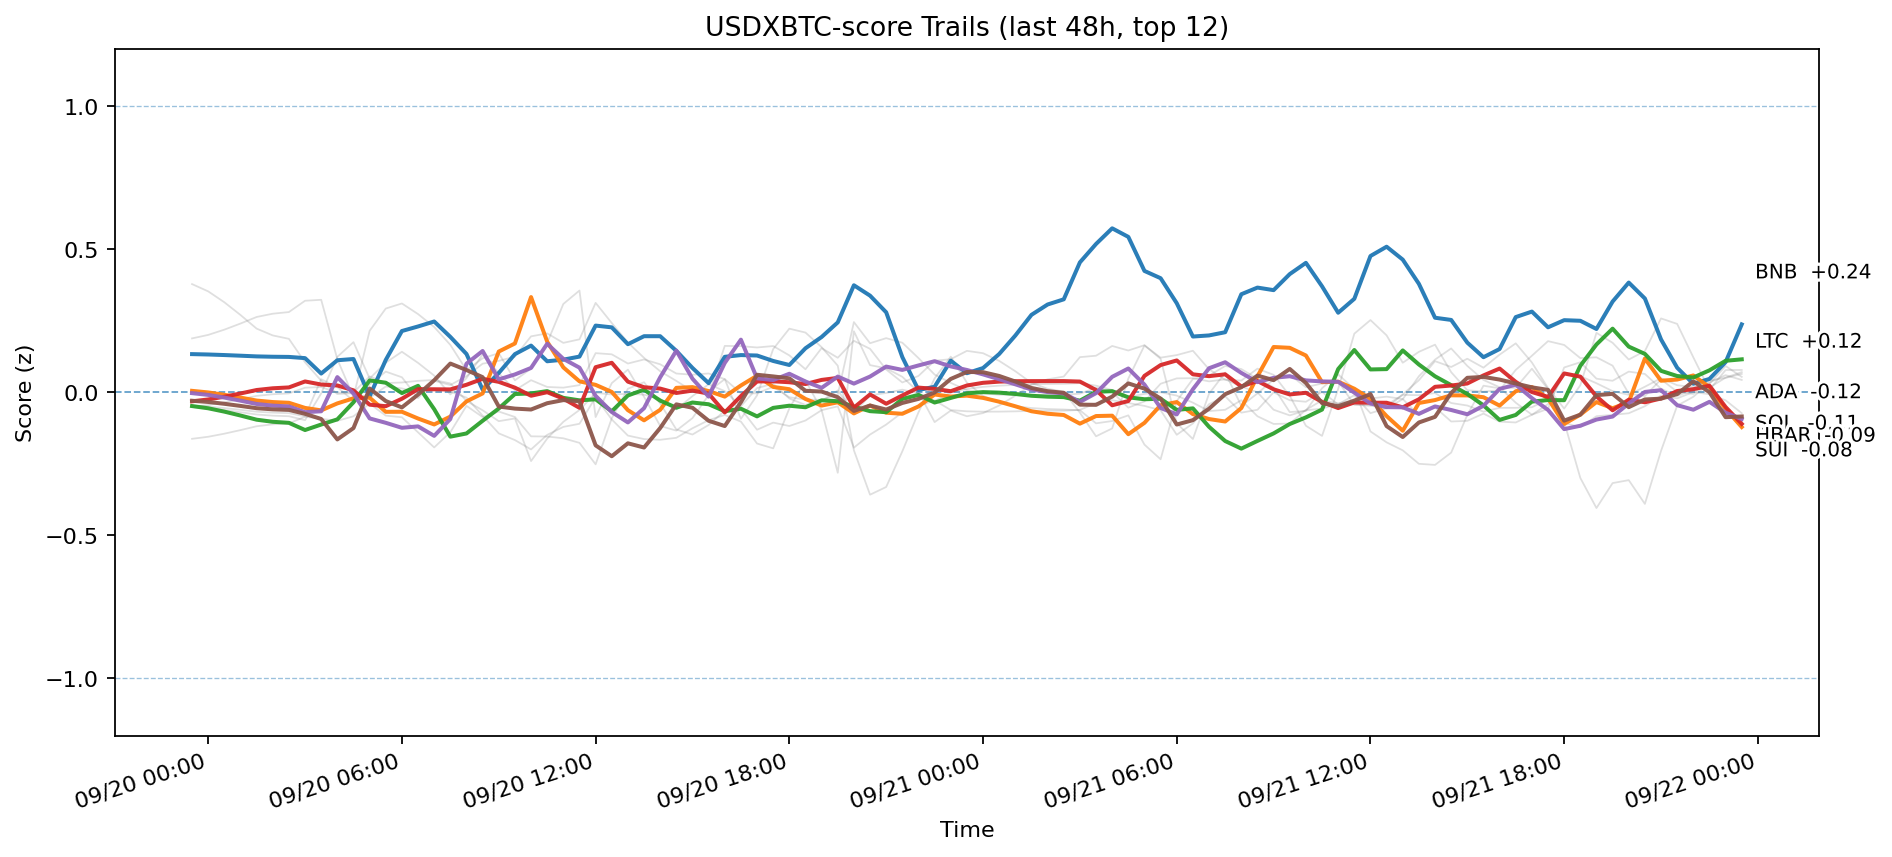 USDXBTC-score Trails (last 48h, top 12)
Score (z)
1.0
0.5
0.0
−0.5
−1.0
BNB +0.24
LTC +0.12
ADA -0.12
SOL -0.11
HBAR -0.09
SUI -0.08
09/20 00:00
09/20 06:00
09/20 12:00
09/20 18:00
09/21 00:00
09/21 06:00
09/21 12:00
09/21 18:00
09/22 00:00
Time